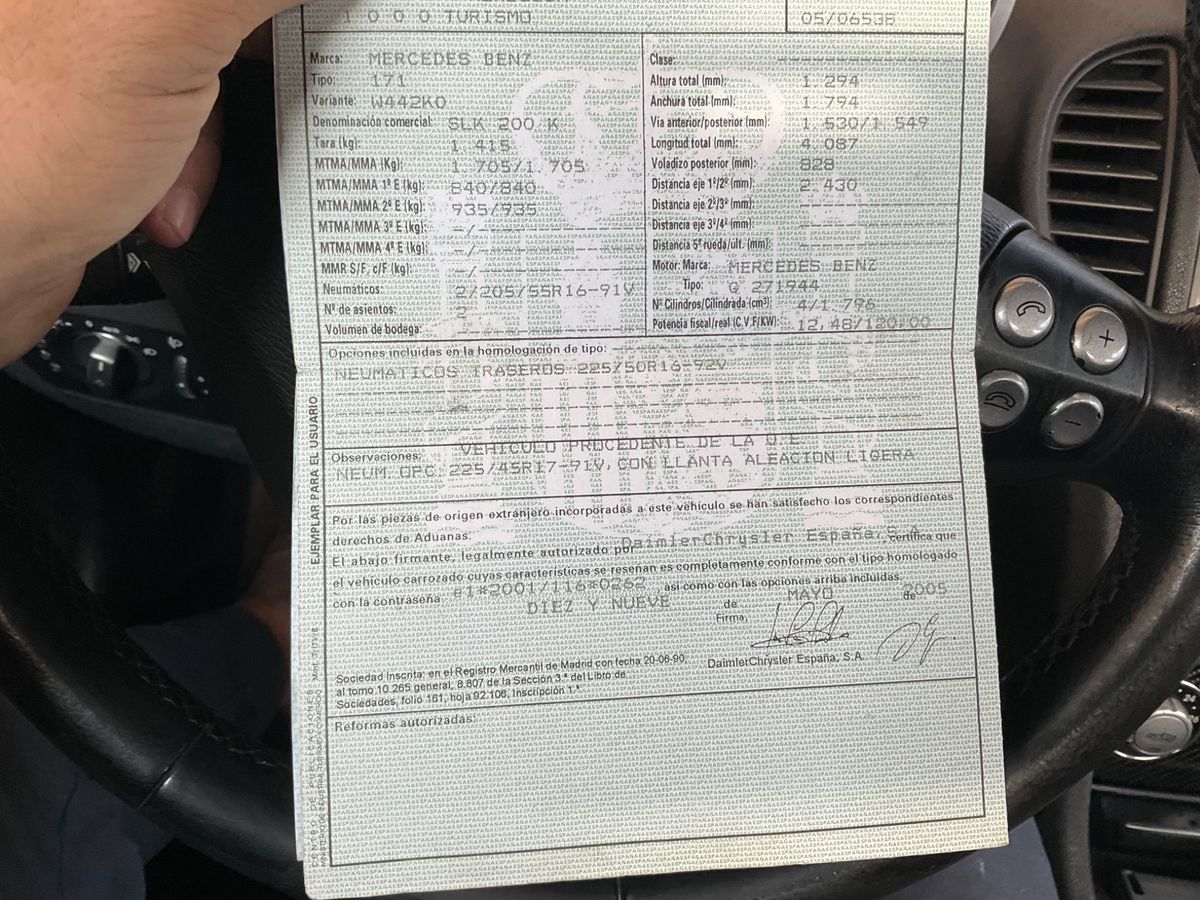 1 0 0 0 TURISMO
05/06538
Marca: MERCEDES BENZ
Tipo: 171
Variante: W442K0
Denominación comercial: SLK 200 K
Tara (kg): 1.415
MTMA/MMA (Kg): 1.705/1.705
MTMA/MMA 1º E (kg): 840/840
MTMA/MMA 2º E (kg): 935/935
MTMA/MMA 3º E (kg): -/-
MTMA/MMA 4º E (kg): -/-
MMR S/F, c/F (kg): -/-
Neumáticos: 2/205/55R16-91V
Nº de asientos: 2
Volumen de bodega:
Clase:
Altura total (mm): 1.294
Anchura total (mm): 1.794
Via anterior/posterior (mm): 1.530/1.549
Longitud total (mm): 4.087
Voladizo posterior (mm): 828
Distancia eje 1º/2º (mm): 2.430
Distancia eje 2º/3º (mm):
Distancia eje 3º/4º (mm):
Distancia 5ª rueda/últ. (mm):
Motor: Marca: MERCEDES BENZ
Tipo: Q 271944
Nº Cilindros/Cilindrada (cm³): 4/1.796
Potencia fiscal/real (C.V.F/KW): 12,48/120,00
Opciones incluidas en la homologación de tipo:
NEUMATICOS TRASEROS 225/50R16-92V
Observaciones: VEHICULO PROCEDENTE DE LA U.E.
NEUM. OPC. 225/45R17-91V, CON LLANTA ALEACION LIGERA
Por las piezas de origen extranjero incorporadas a este vehículo se han satisfecho los correspondientes
derechos de Aduanas.
El abajo firmante, legalmente autorizado por DaimlerChrysler España, S.A. certifica que
el vehículo carrozado cuyas características se reseñan es completamente conforme con el tipo homologado
con la contraseña e1*2001/116*0262 así como con las opciones arriba incluidas.
DIEZ Y NUEVE de MAYO de 2005
Firma,
DaimlerChrysler España, S.A.
Sociedad Inscrita: en el Registro Mercantil de Madrid con fecha 20-06-90,
al tomo 10.265 general, 8.807 de la Sección 3.ª del Libro de
Sociedades, folio 161, hoja 92.106, Inscripción 1.ª
Reformas autorizadas:
EJEMPLAR PARA EL USUARIO
CENTRO DE PUBLICACIONES